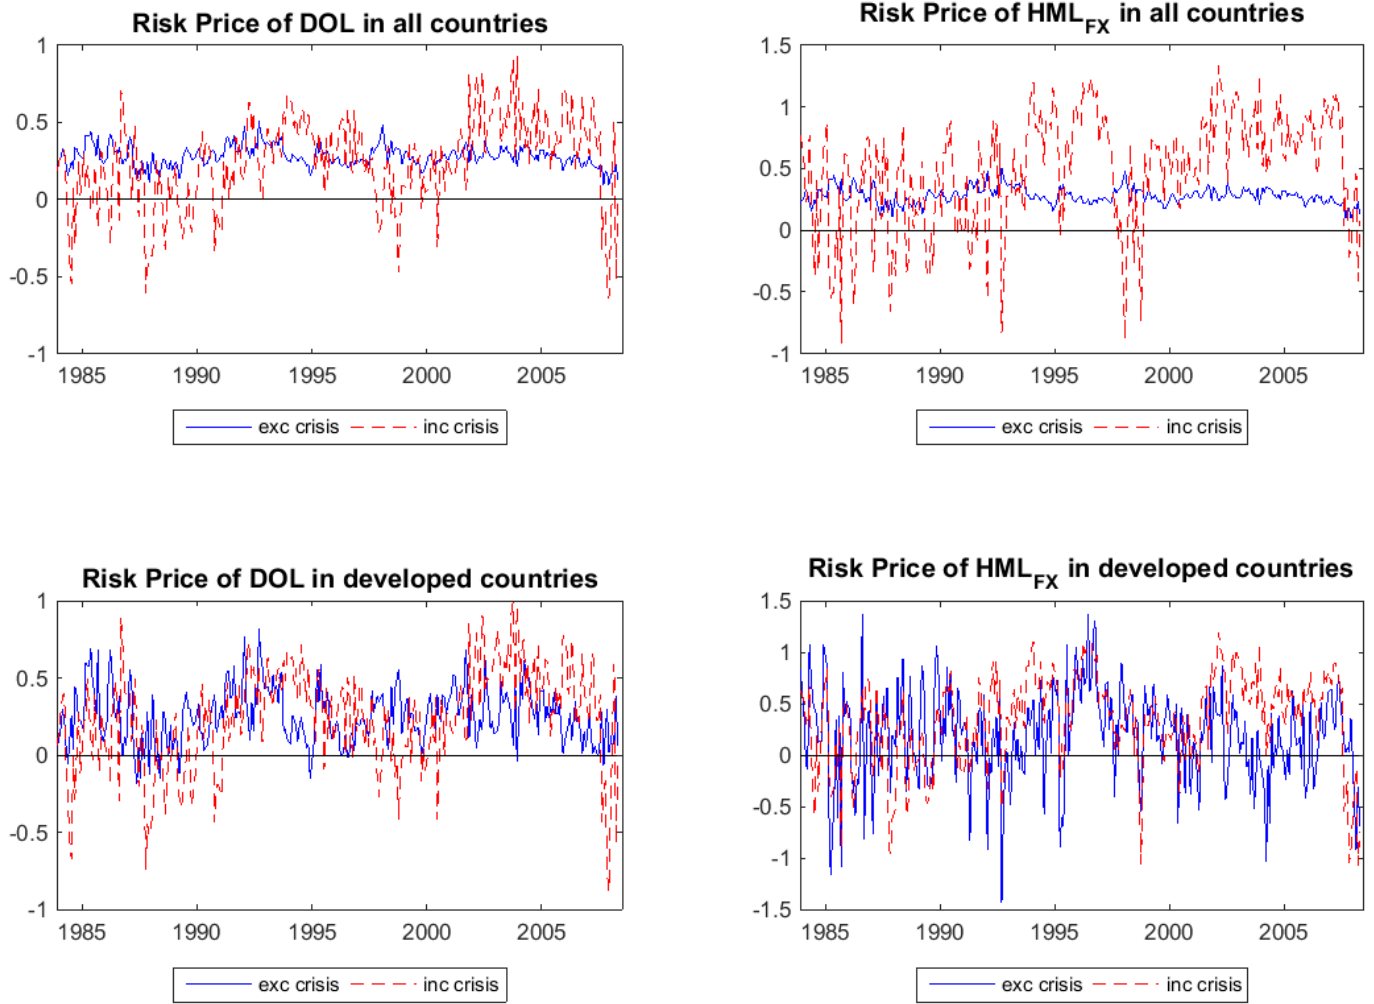 Risk Price of DOL in all countries
1
0.5
0
-0.5
-1
1985 1990 1995 2000 2005
exc crisis inc crisis
Risk Price of HML_FX in all countries
1.5
1
0.5
0
-0.5
-1
1985 1990 1995 2000 2005
exc crisis inc crisis
Risk Price of DOL in developed countries
1
0.5
0
-0.5
-1
1985 1990 1995 2000 2005
exc crisis inc crisis
Risk Price of HML_FX in developed countries
1.5
1
0.5
0
-0.5
-1
-1.5
1985 1990 1995 2000 2005
exc crisis inc crisis